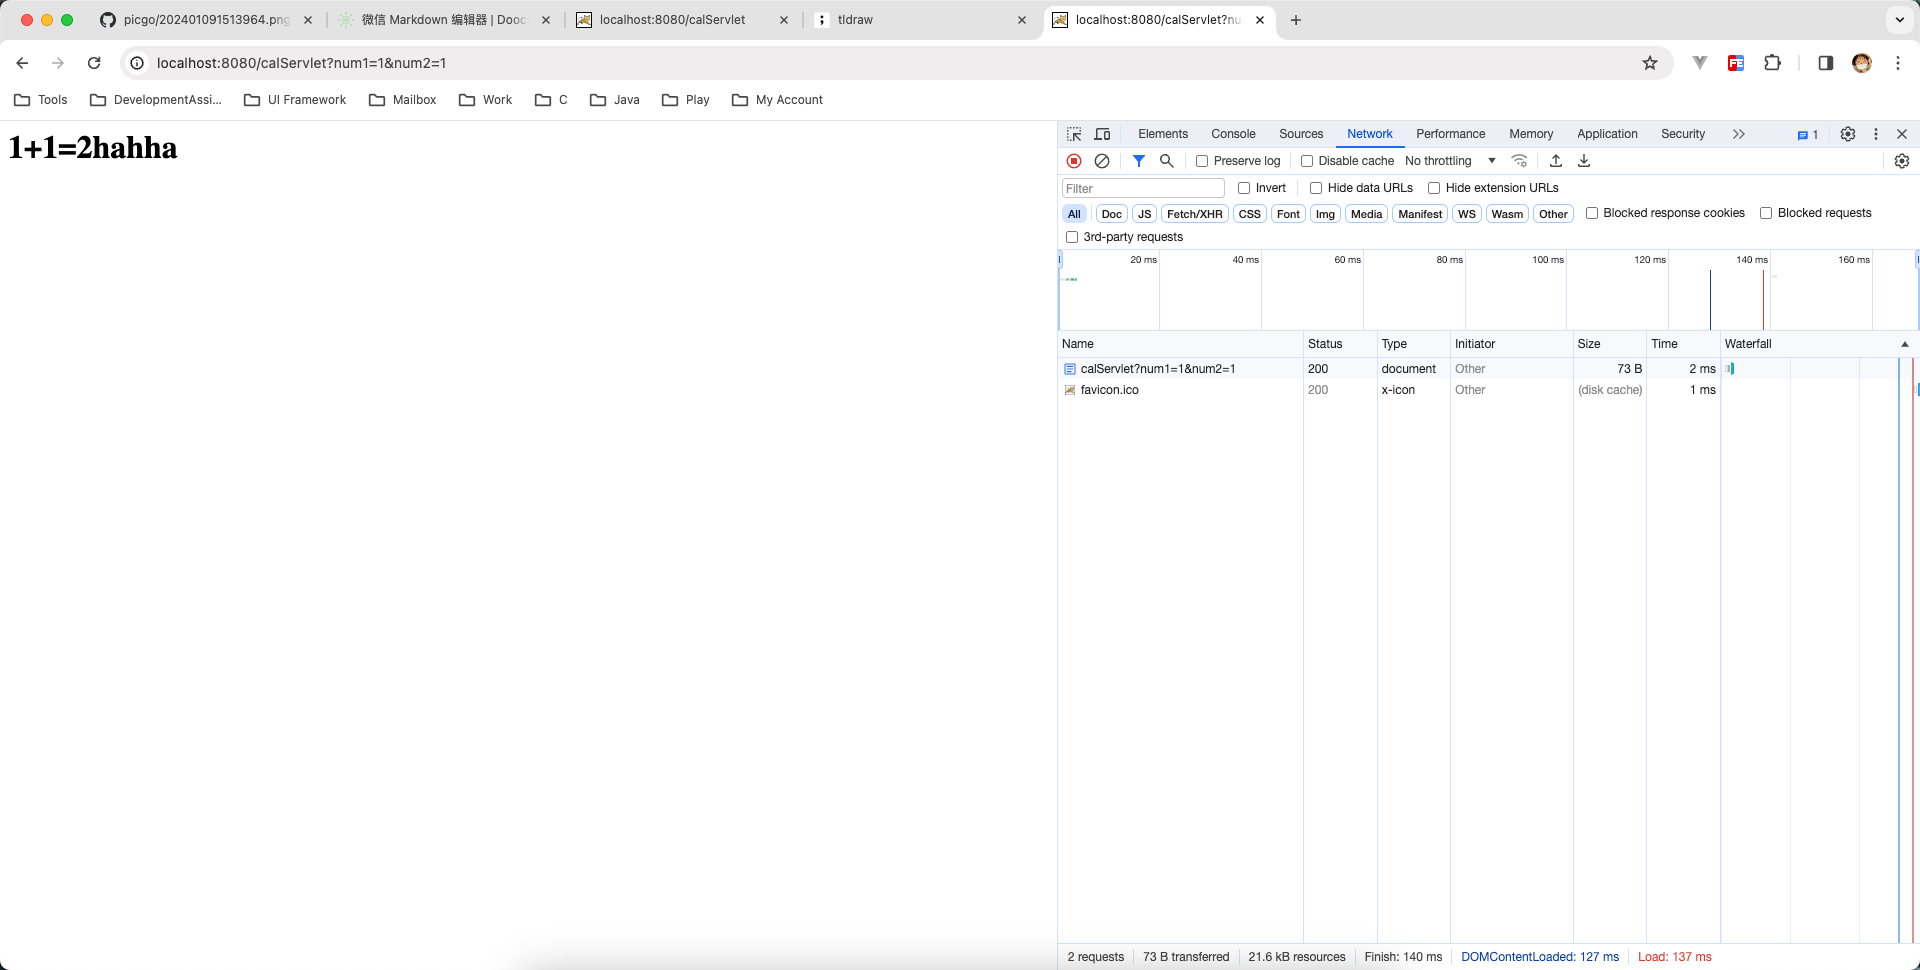 picgo/202401091513964.png
微信 Markdown 编辑器 | Dooc
localhost:8080/calServlet
tldraw
localhost:8080/calServlet?nu
localhost:8080/calServlet?num1=1&num2=1
Tools DevelopmentAssi... UI Framework Mailbox Work C Java Play My Account
1+1=2hahha
Elements Console Sources Network Performance Memory Application Security 1
Preserve log Disable cache No throttling
Filter Invert Hide data URLs Hide extension URLs
All Doc JS Fetch/XHR CSS Font Img Media Manifest WS Wasm Other Blocked response cookies Blocked requests
3rd-party requests
20 ms 40 ms 60 ms 80 ms 100 ms 120 ms 140 ms 160 ms
Name Status Type Initiator Size Time Waterfall
calServlet?num1=1&num2=1 200 document Other 73 B 2 ms
favicon.ico 200 x-icon Other (disk cache) 1 ms
2 requests 73 B transferred 21.6 kB resources Finish: 140 ms DOMContentLoaded: 127 ms Load: 137 ms